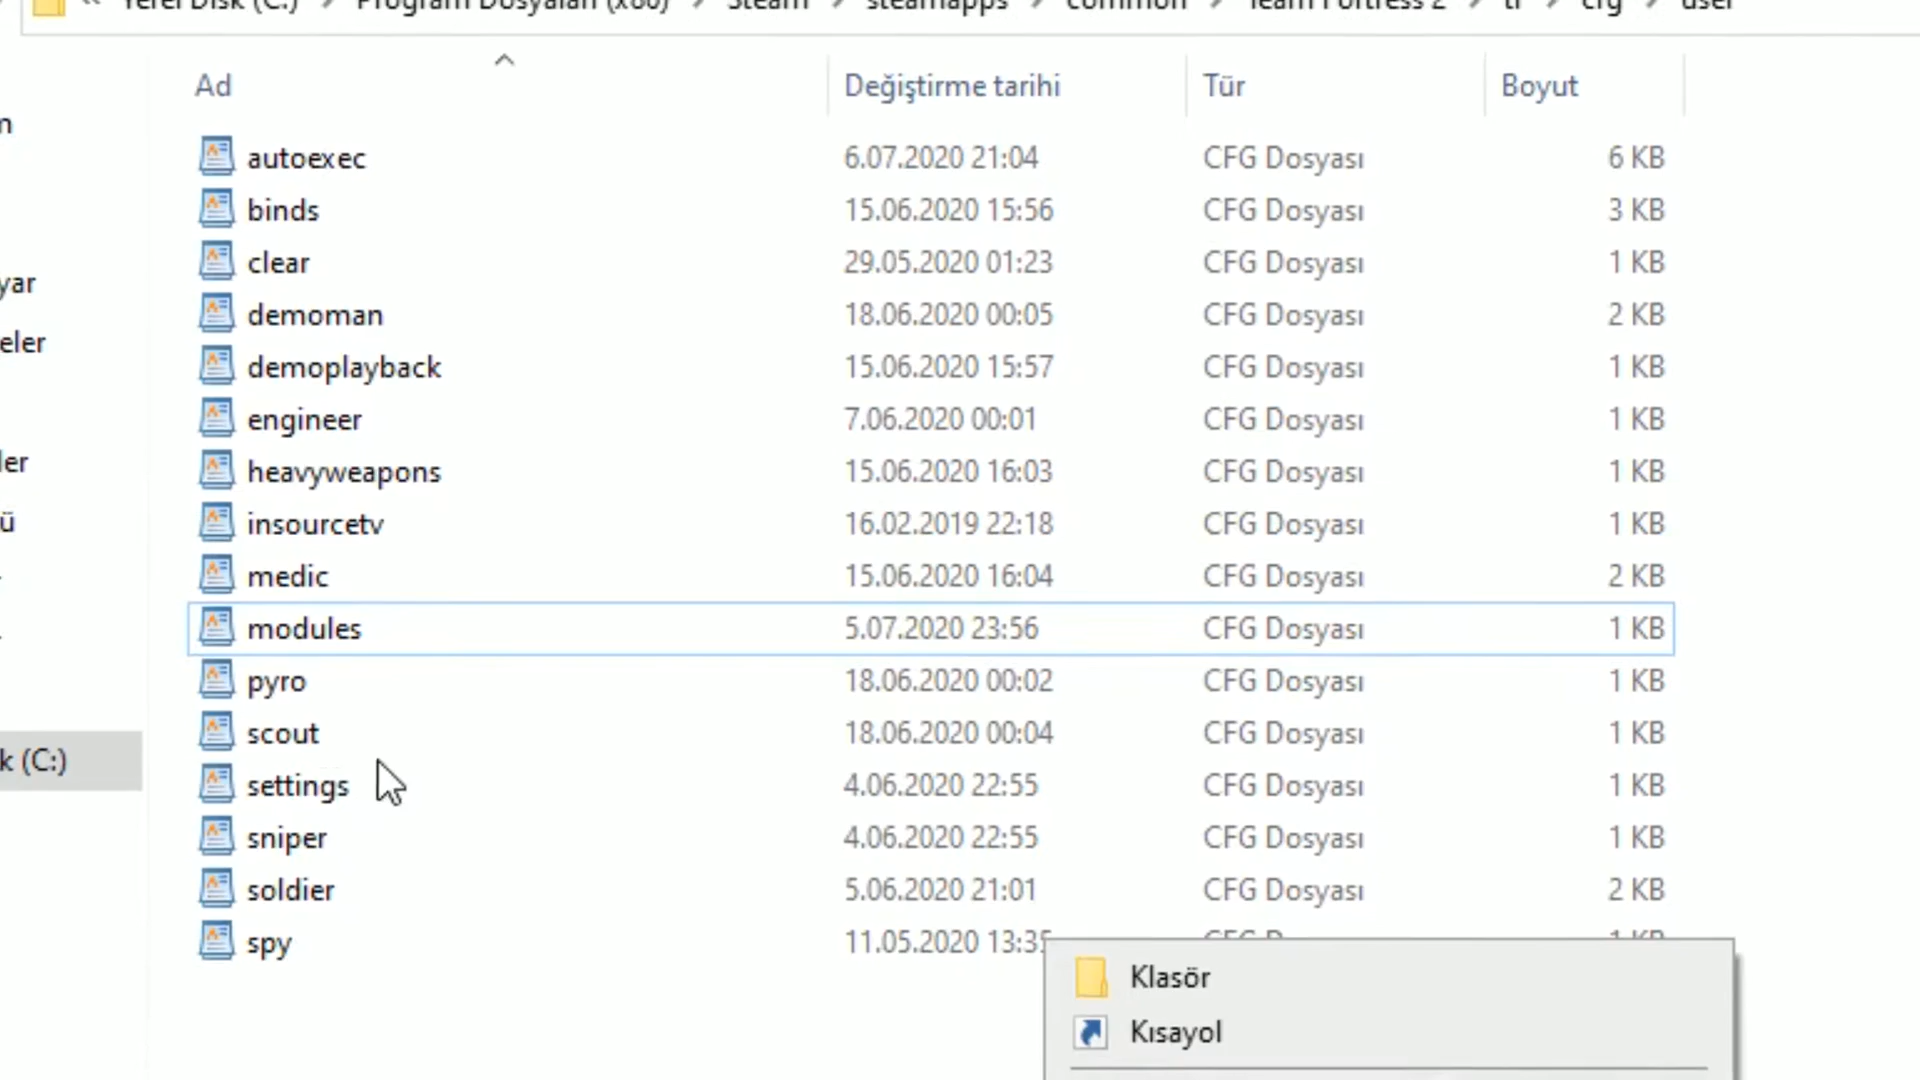 « Yerel Disk (C:) > Program Dosyaları (x86) > Steam > steamapps > common > Team Fortress 2 > tf > cfg > user
Ad Değiştirme tarihi Tür Boyut
autoexec 6.07.2020 21:04 CFG Dosyası 6 KB
binds 15.06.2020 15:56 CFG Dosyası 3 KB
clear 29.05.2020 01:23 CFG Dosyası 1 KB
yar
demoman 18.06.2020 00:05 CFG Dosyası 2 KB
eler
demoplayback 15.06.2020 15:57 CFG Dosyası 1 KB
engineer 7.06.2020 00:01 CFG Dosyası 1 KB
ler
heavyweapons 15.06.2020 16:03 CFG Dosyası 1 KB
ü
insourcetv 16.02.2019 22:18 CFG Dosyası 1 KB
medic 15.06.2020 16:04 CFG Dosyası 2 KB
modules 5.07.2020 23:56 CFG Dosyası 1 KB
pyro 18.06.2020 00:02 CFG Dosyası 1 KB
scout 18.06.2020 00:04 CFG Dosyası 1 KB
k (C:)
settings 4.06.2020 22:55 CFG Dosyası 1 KB
sniper 4.06.2020 22:55 CFG Dosyası 1 KB
soldier 5.06.2020 21:01 CFG Dosyası 2 KB
spy 11.05.2020 13:35
Klasör
Kısayol